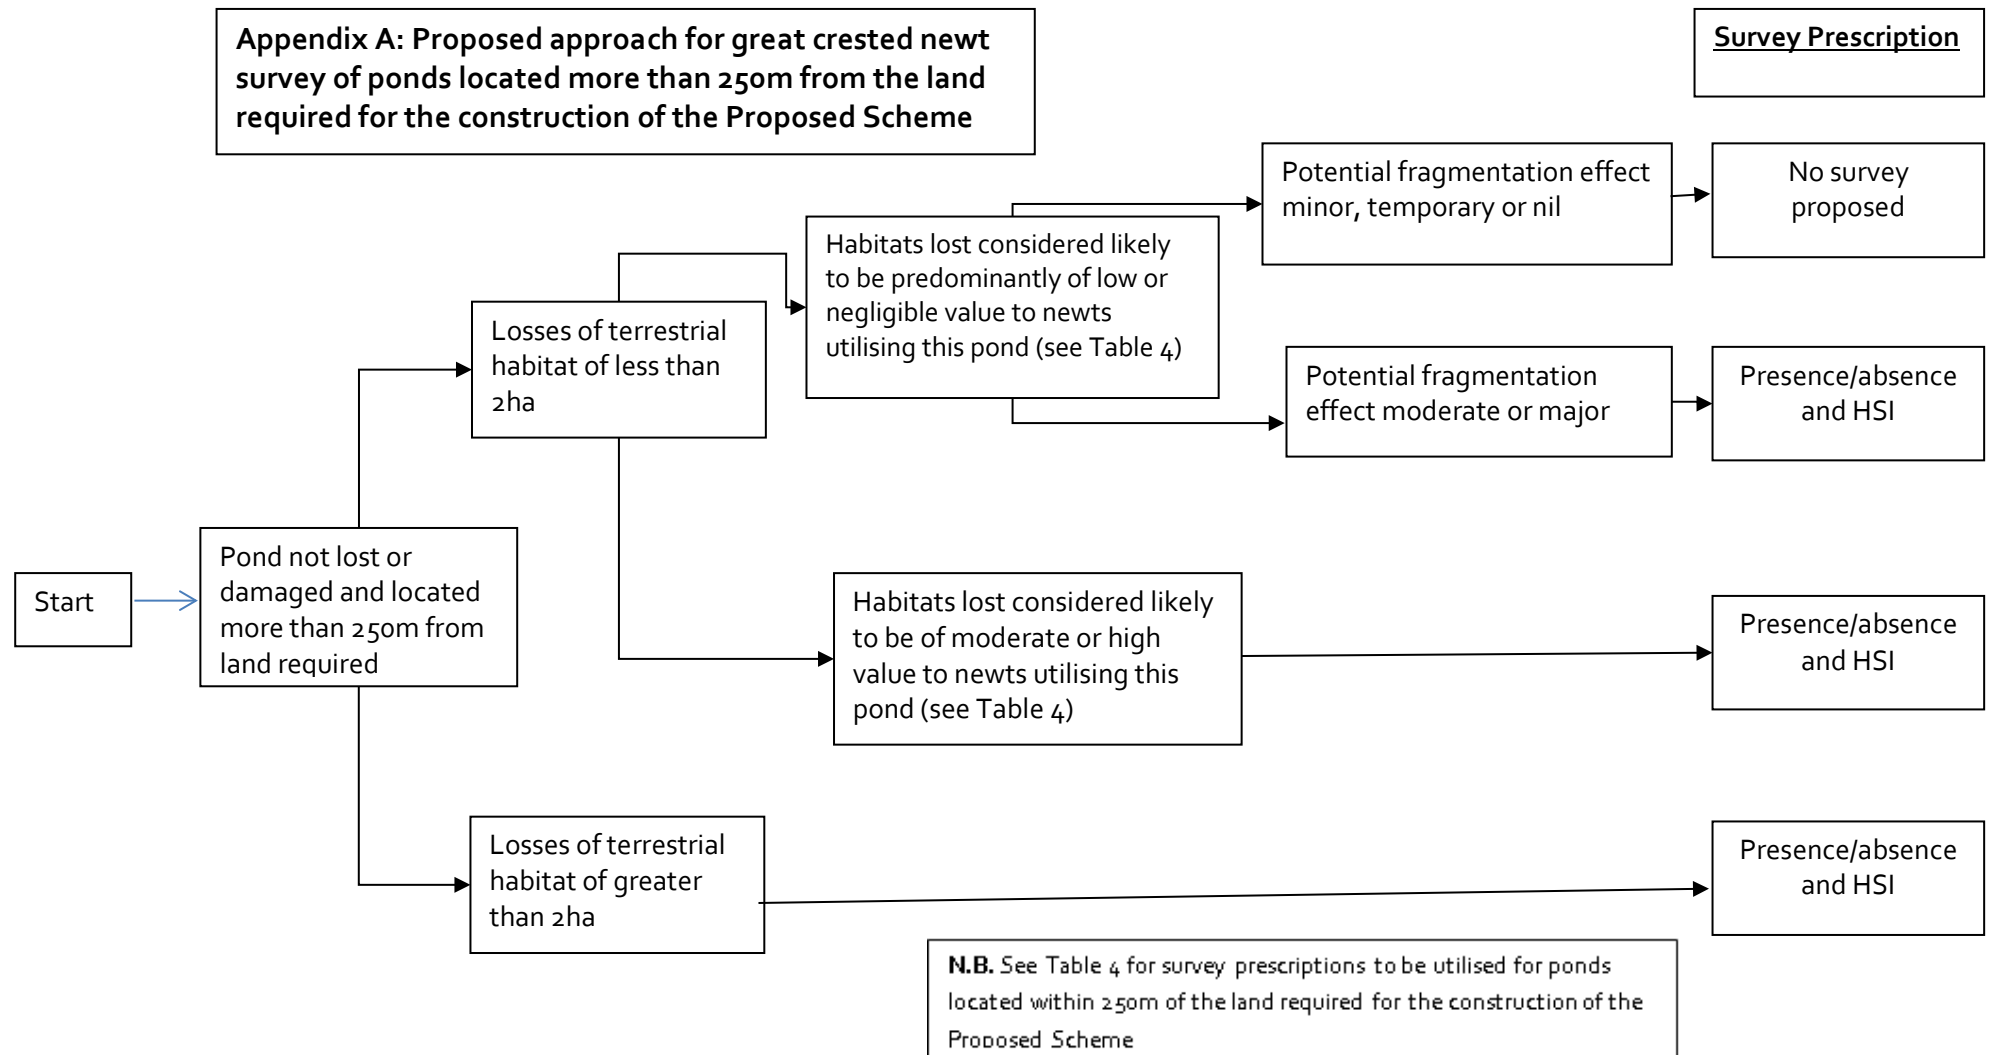 Appendix A: Proposed approach for great crested newt
survey of ponds located more than 250m from the land
required for the construction of the Proposed Scheme
Survey Prescription
Potential fragmentation effect
minor, temporary or nil
No survey
proposed
Habitats lost considered likely
to be predominantly of low or
negligible value to newts
utilising this pond (see Table 4)
Losses of terrestrial
habitat of less than
2ha
Potential fragmentation
effect moderate or major
Presence/absence
and HSI
Start
Pond not lost or
damaged and located
more than 250m from
land required
Habitats lost considered likely
to be of moderate or high
value to newts utilising this
pond (see Table 4)
Presence/absence
and HSI
Losses of terrestrial
habitat of greater
than 2ha
Presence/absence
and HSI
N.B. See Table 4 for survey prescriptions to be utilised for ponds
located within 250m of the land required for the construction of the
Proposed Scheme